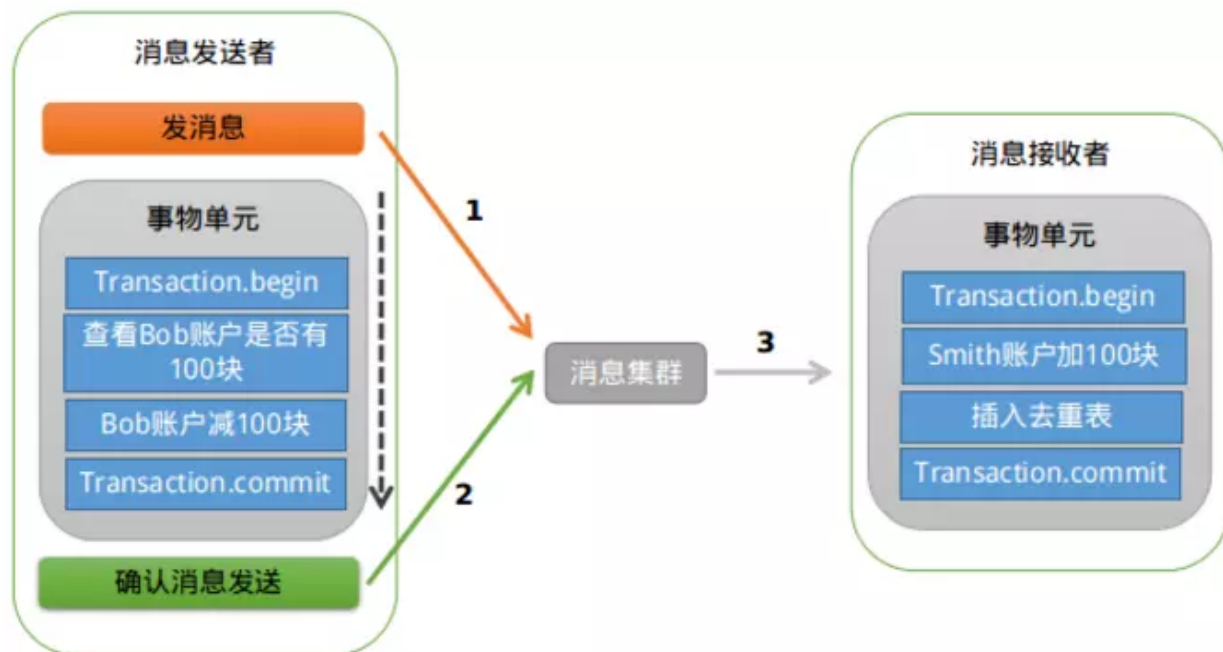 消息发送者
发消息
事物单元
Transaction.begin
查看Bob账户是否有
100块
Bob账户减100块
Transaction.commit
确认消息发送
1
2
消息集群
3
消息接收者
事物单元
Transaction.begin
Smith账户加100块
插入去重表
Transaction.commit